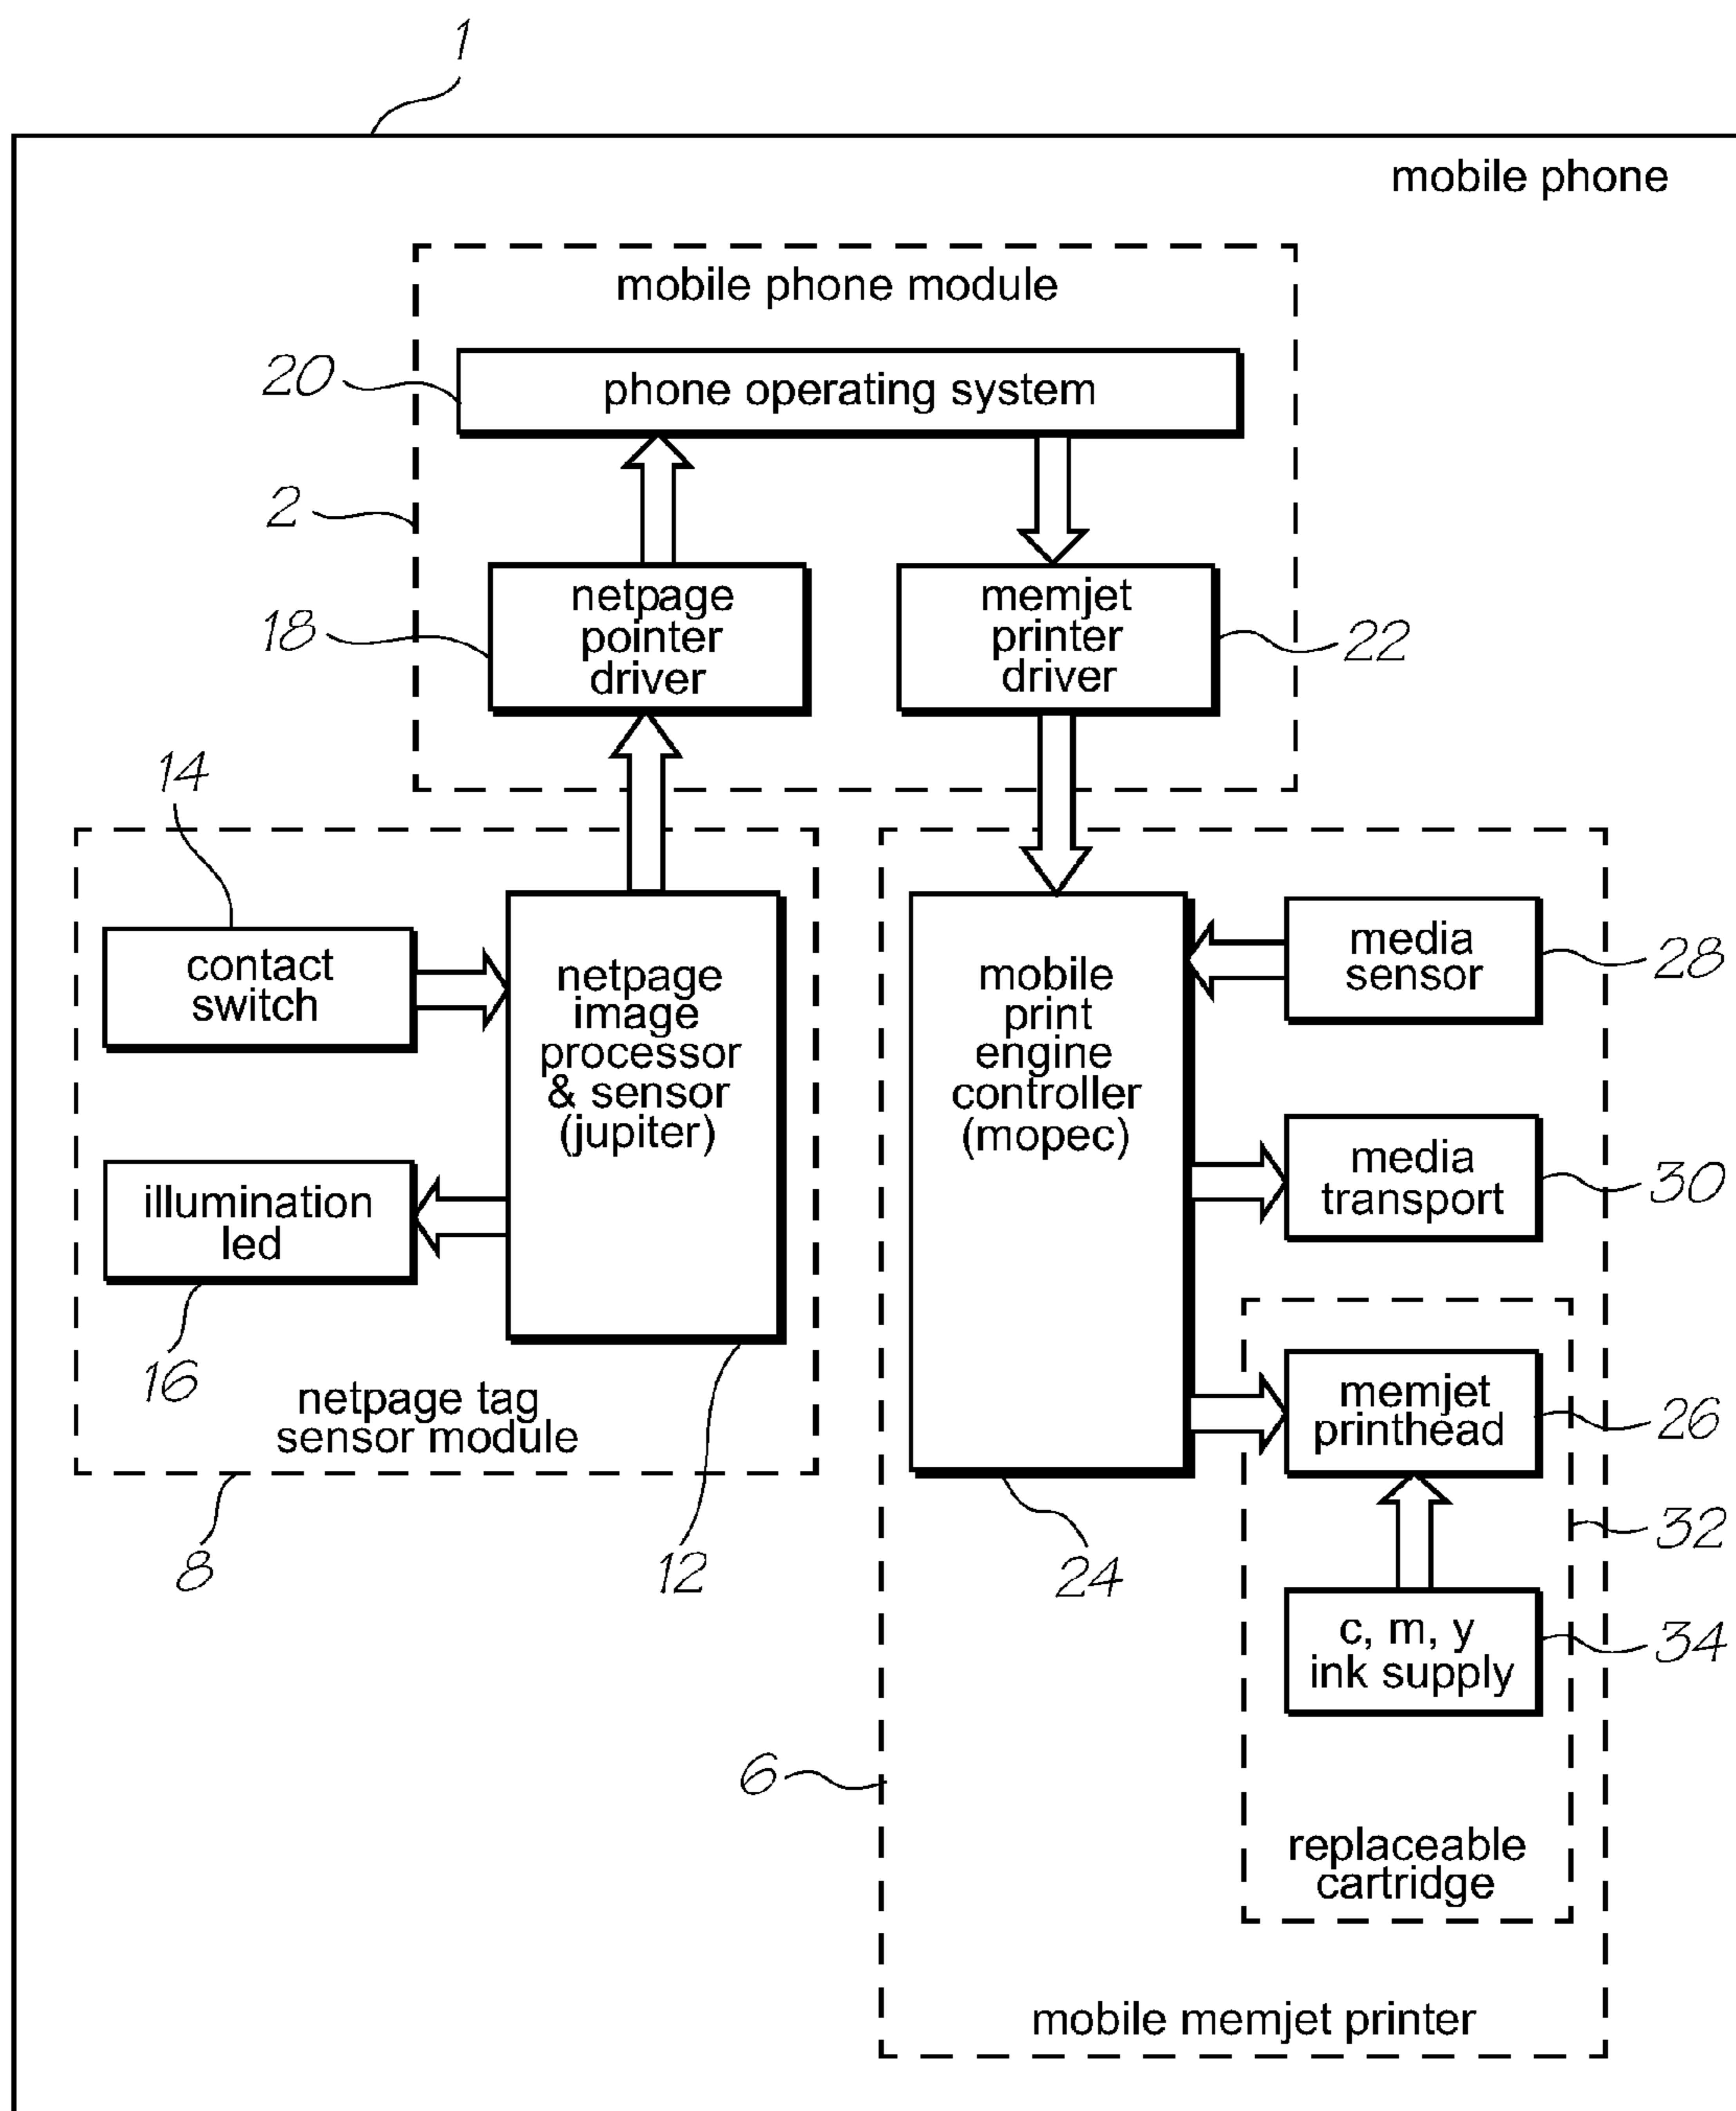 1
mobile phone
mobile phone module
20
phone operating system
2
18
netpage
pointer
driver
memjet
printer
driver
22
14
contact
switch
netpage
image
processor
& sensor
(jupiter)
illumination
led
16
netpage tag
sensor module
8
12
mobile
print
engine
controller
(mopec)
media
sensor
28
media
transport
30
memjet
printhead
26
24
32
c, m, y
ink supply
34
6
replaceable
cartridge
mobile memjet printer